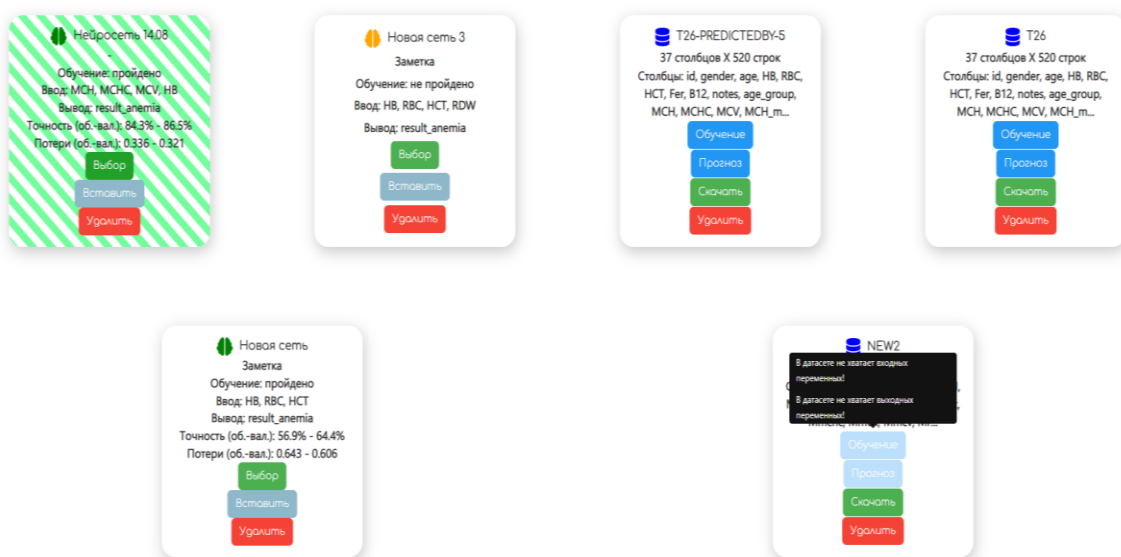 Нейросеть 14.08
-
Обучение: пройдено
Ввод: MCH, MCHC, MCV, HB
Вывод: result_anemia
Точность (об.-вал.): 84.3% - 86.5%
Потери (об.-вал.): 0.336 - 0.321
Выбор
Вставить
Удалить
Новая сеть 3
Заметка
Обучение: не пройдено
Ввод: HB, RBC, HCT, RDW
Вывод: result_anemia
Выбор
Вставить
Удалить
T26-PREDICTEDBY-5
37 столбцов X 520 строк
Столбцы: id, gender, age, HB, RBC,
HCT, Fer, B12, notes, age_group,
MCH, MCHC, MCV, MCH_m...
Обучение
Прогноз
Скачать
Удалить
T26
37 столбцов X 520 строк
Столбцы: id, gender, age, HB, RBC,
HCT, Fer, B12, notes, age_group,
MCH, MCHC, MCV, MCH_m...
Обучение
Прогноз
Скачать
Удалить
Новая сеть
Заметка
Обучение: пройдено
Ввод: HB, RBC, HCT
Вывод: result_anemia
Точность (об.-вал.): 56.9% - 64.4%
Потери (об.-вал.): 0.643 - 0.606
Выбор
Вставить
Удалить
NEW2
В датасете не хватает входных
переменных!
В датасете не хватает выходных
переменных!
Обучение
Прогноз
Скачать
Удалить